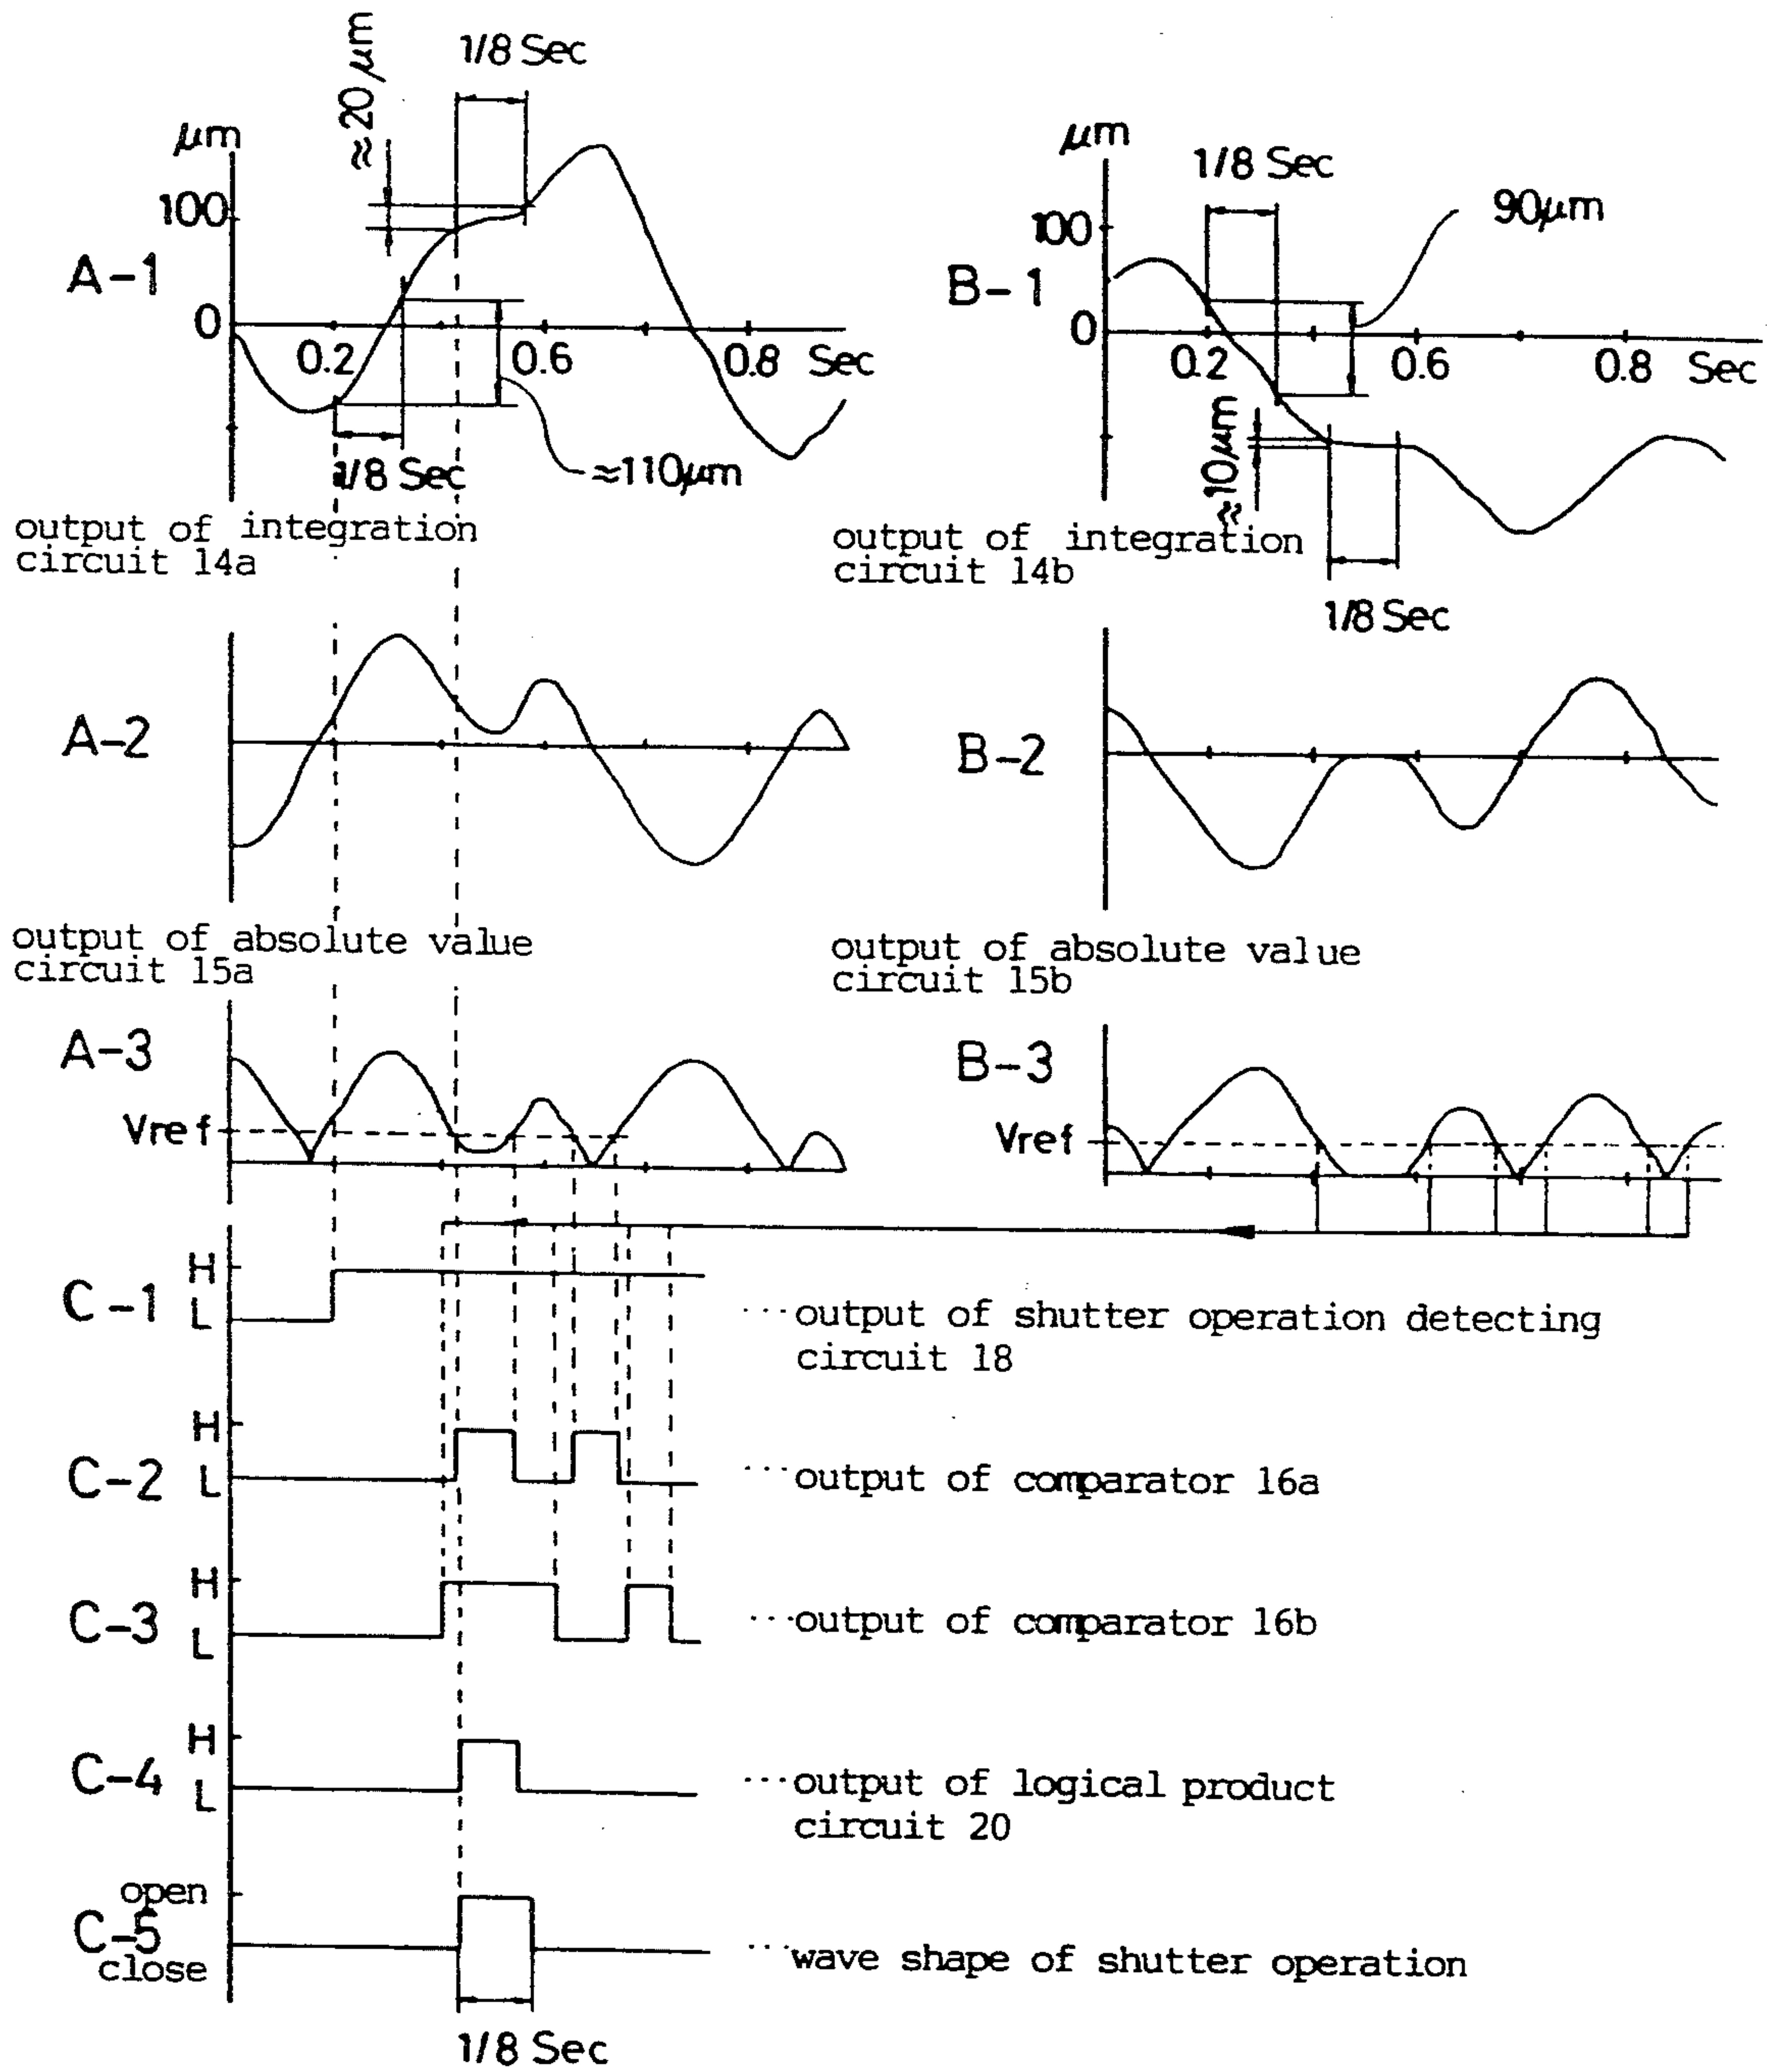 ≈20 μm
1/8 Sec
μm
100
A-1
0
0.2
0.6
0.8
Sec
1/8 Sec
≈110μm
output of integration
circuit 14a
μm
1/8 Sec
90μm
100
B-1
0
0.2
0.6
0.8
Sec
≈10μm
output of integration
circuit 14b
1/8 Sec
A-2
B-2
output of absolute value
circuit 15a
output of absolute value
circuit 15b
A-3
Vref
B-3
Vref
H
C-1
L
...output of shutter operation detecting
circuit 18
H
C-2
L
...output of comparator 16a
H
C-3
L
...output of comparator 16b
H
C-4
L
...output of logical product
circuit 20
open
C-5
close
...wave shape of shutter operation
1/8 Sec